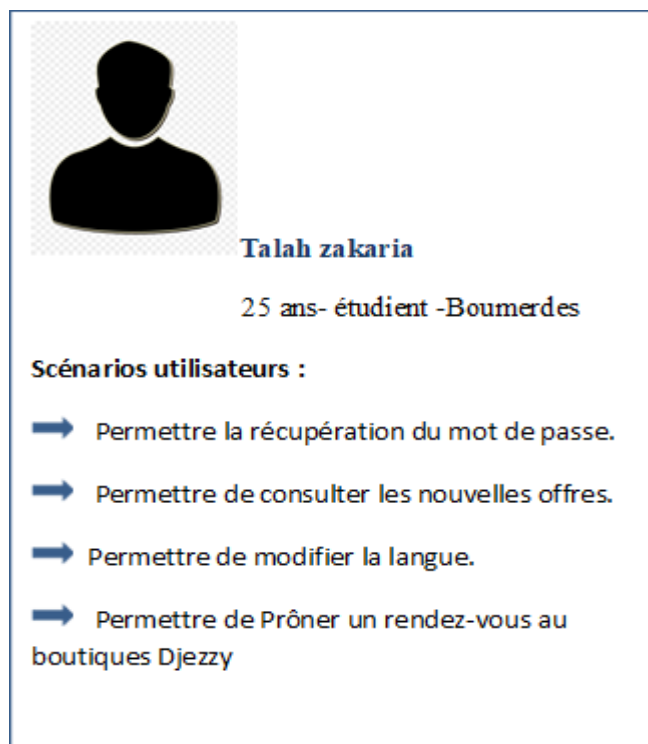 Talah zakaria
25 ans- étudient -Boumerdes
Scénarios utilisateurs :
Permettre la récupération du mot de passe.
Permettre de consulter les nouvelles offres.
Permettre de modifier la langue.
Permettre de Prôner un rendez-vous au
boutiques Djezzy